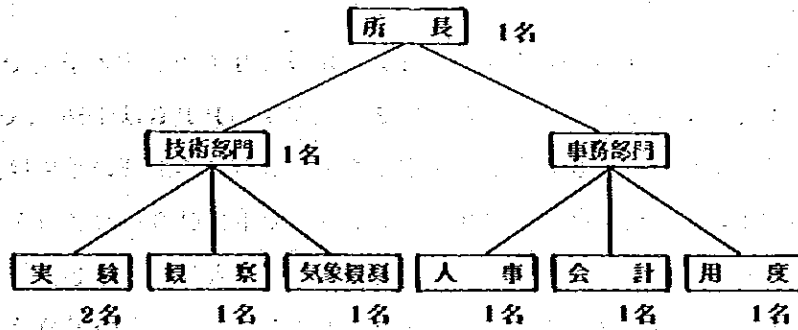 所長 1名
技術部門 1名 事務部門
実験 観察 気象観測 人事 会計 用度
2名 1名 1名 1名 1名 1名